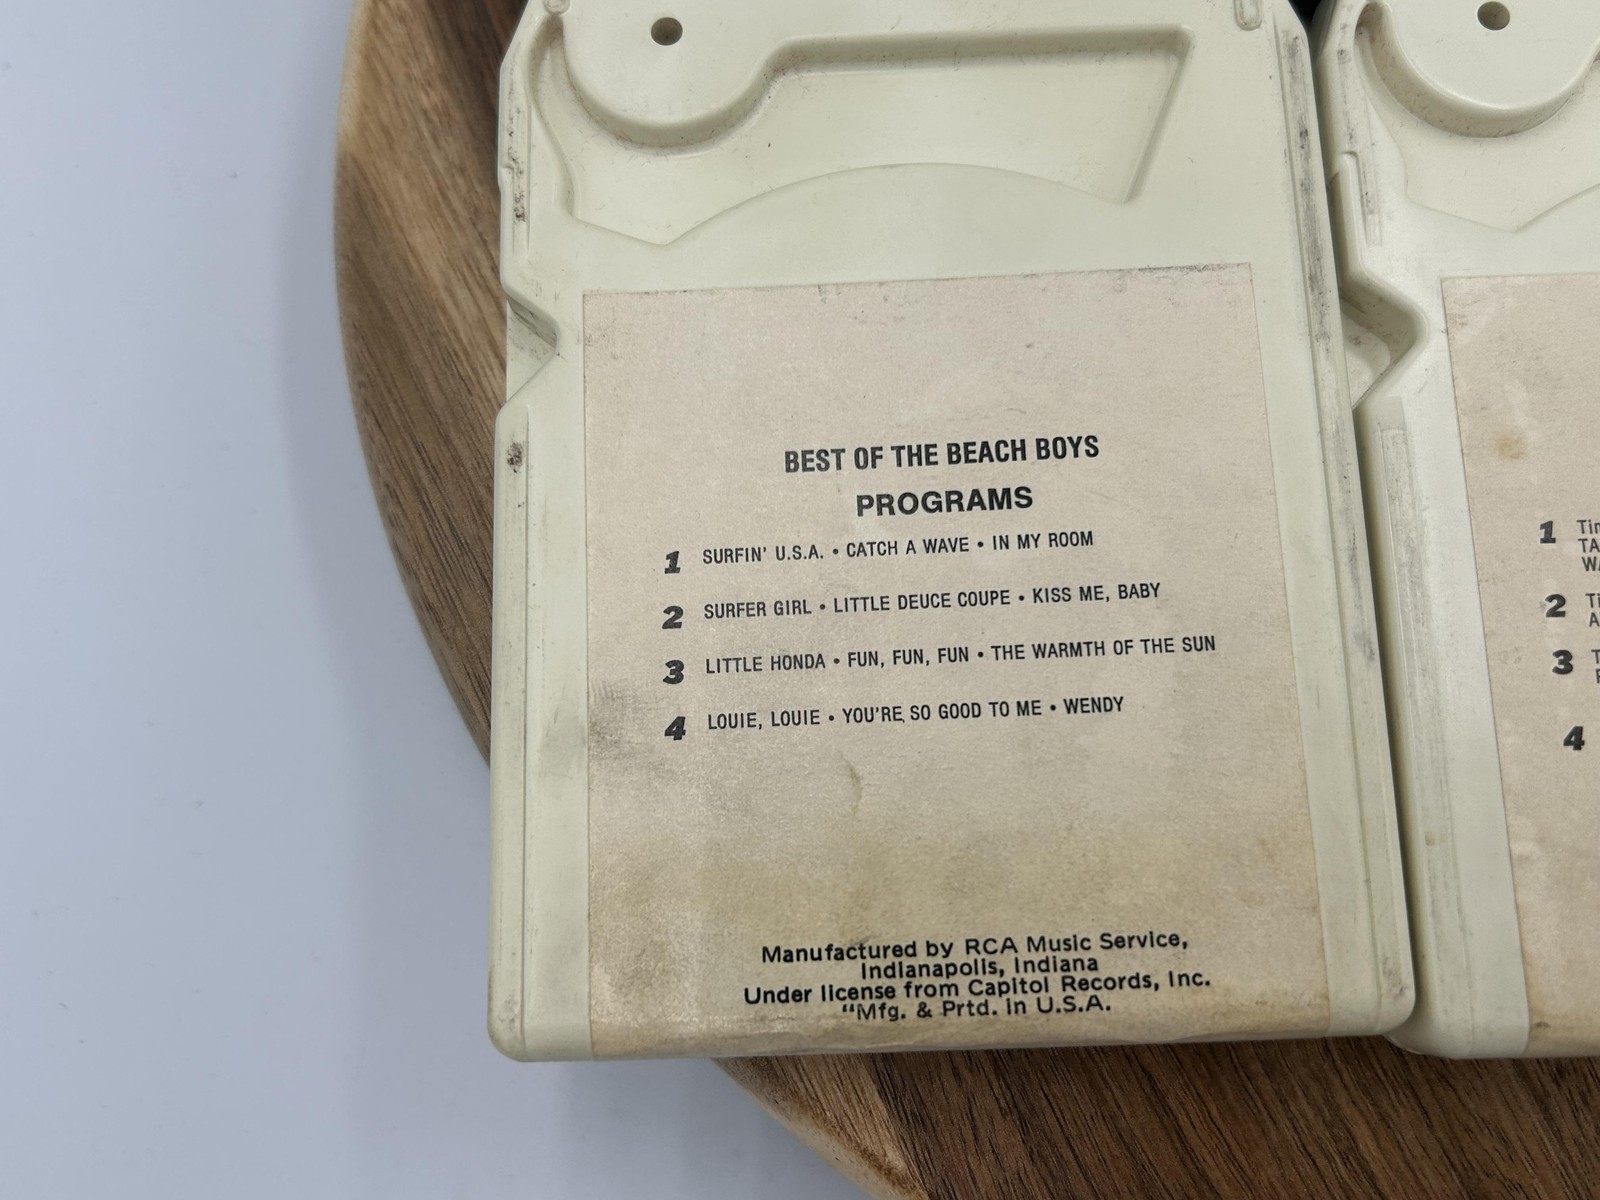 BEST OF THE BEACH BOYS
PROGRAMS
1 SURFIN' U.S.A. • CATCH A WAVE • IN MY ROOM
2 SURFER GIRL • LITTLE DEUCE COUPE • KISS ME, BABY
3 LITTLE HONDA • FUN, FUN, FUN • THE WARMTH OF THE SUN
4 LOUIE, LOUIE • YOU'RE SO GOOD TO ME • WENDY
Manufactured by RCA Music Service,
Indianapolis, Indiana
Under license from Capitol Records, Inc.
"Mfg. & Prtd. in U.S.A.
1
2
3
4